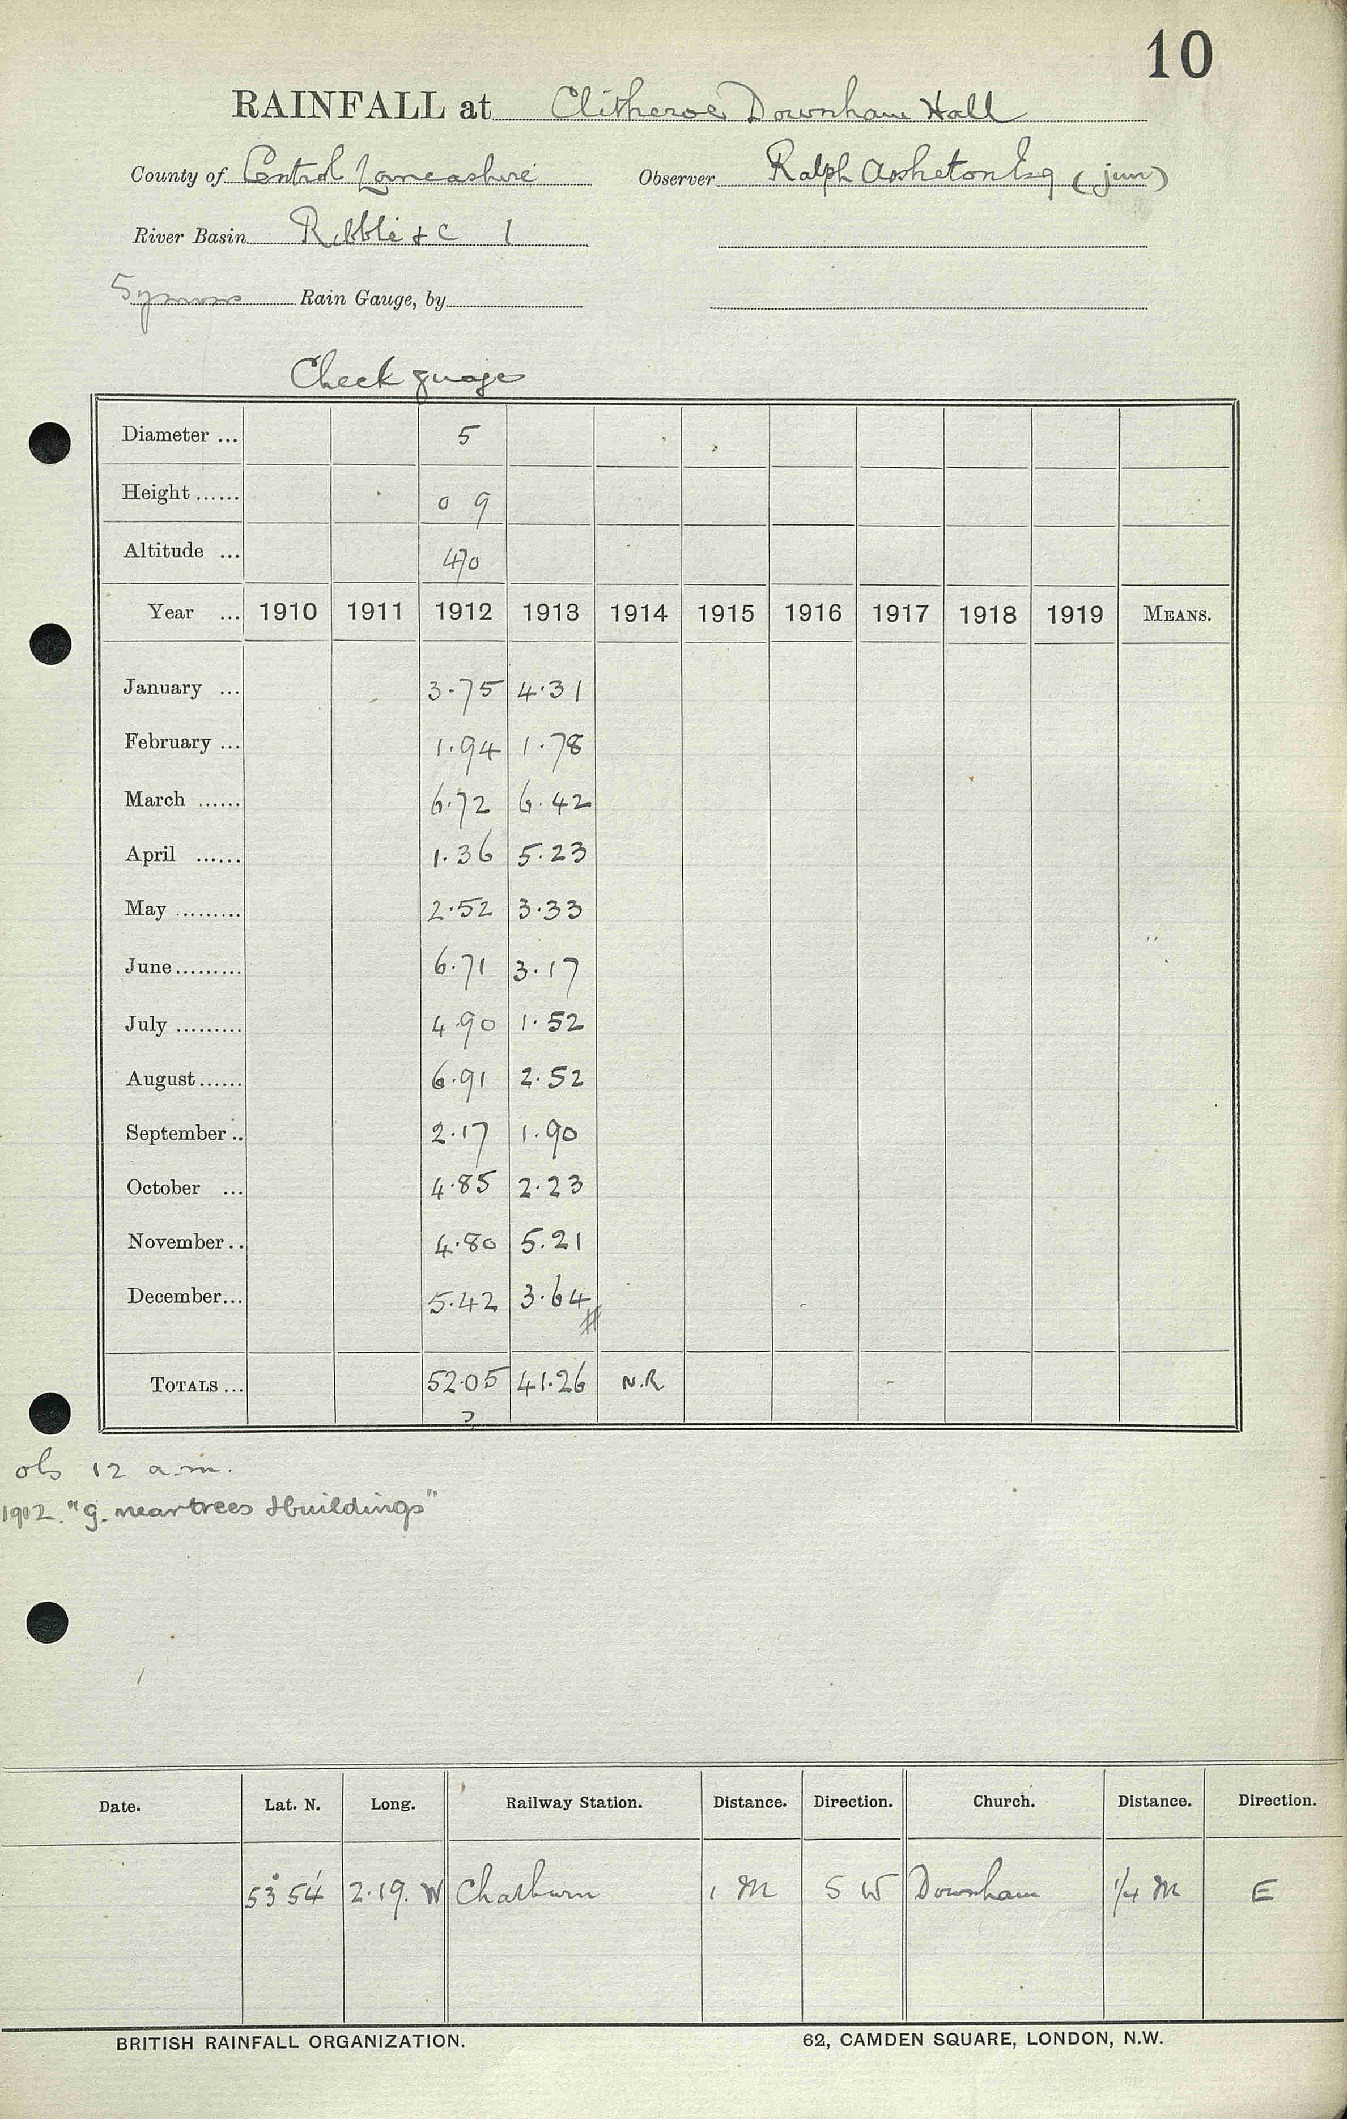 10
RAINFALL at Clitheroe Downham Hall
County of Central Lancashire Observer Ralph Assheton Esq (jun)
River Basin Ribble & c 1
Symons Rain Gauge, by
Check guage
Diameter ... 5
Height ...... 0 9
Altitude ... 470
Year ... 1910 1911 1912 1913 1914 1915 1916 1917 1918 1919 MEANS.
January ... 3.75 4.31
February ... 1.94 1.78
March ...... 6.72 6.42
April ...... 1.36 5.23
May ......... 2.52 3.33
June ......... 6.71 3.17
July ......... 4.90 1.52
August ...... 6.91 2.52
September .. 2.17 1.90
October ... 4.85 2.23
November .. 4.80 5.21
December ... 5.42 3.64
TOTALS ... 52.05 41.26 N.R
?
ob 12 a.m.
"g. near trees & buildings"
Date. Lat. N. Long. Railway Station. Distance. Direction. Church. Distance. Direction.
53° 54' 2.19. W Chatburn 1 M S W Downham 1/4 M E
BRITISH RAINFALL ORGANIZATION. 62, CAMDEN SQUARE, LONDON, N.W.